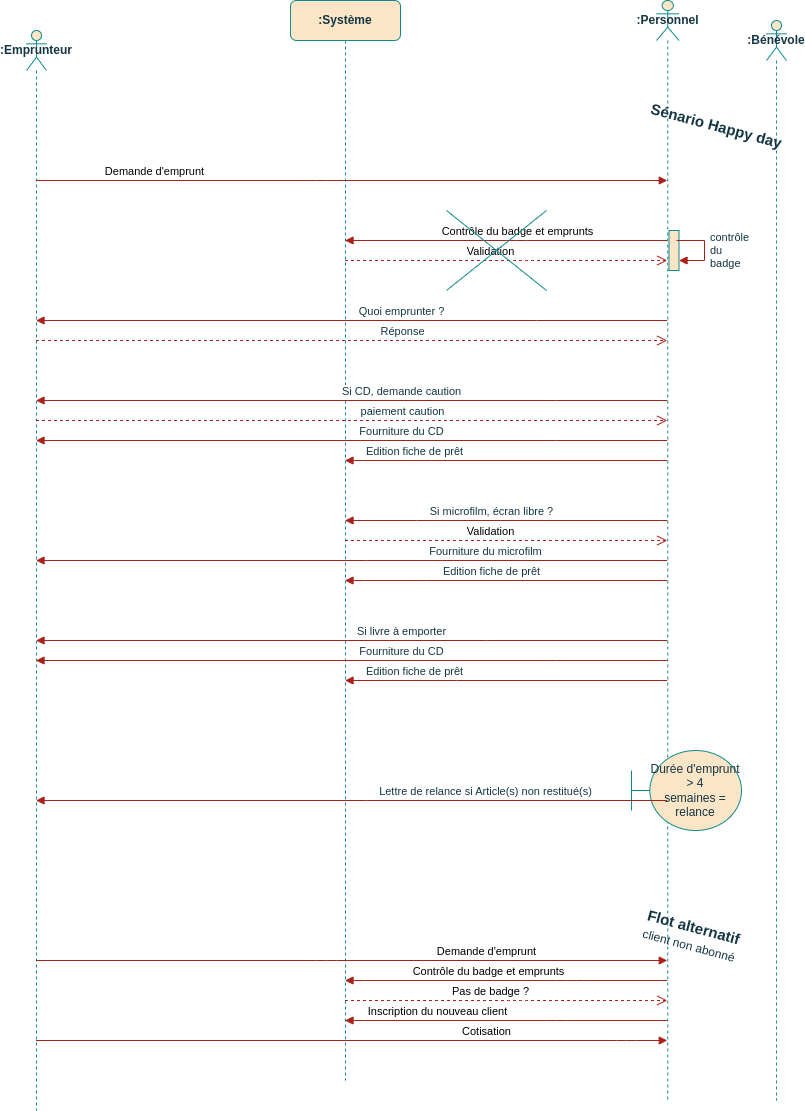 :Système
:Personnel
:Emprunteur
:Bénévole
Sénario Happy day
Demande d'emprunt
Contrôle du badge et emprunts
Validation
contrôle
du
badge
Quoi emprunter ?
Réponse
Si CD, demande caution
paiement caution
Fourniture du CD
Edition fiche de prêt
Si microfilm, écran libre ?
Validation
Fourniture du microfilm
Edition fiche de prêt
Si livre à emporter
Fourniture du CD
Edition fiche de prêt
Durée d'emprunt
> 4
semaines =
relance
Lettre de relance si Article(s) non restitué(s)
Flot alternatif
client non abonné
Demande d'emprunt
Contrôle du badge et emprunts
Pas de badge ?
Inscription du nouveau client
Cotisation